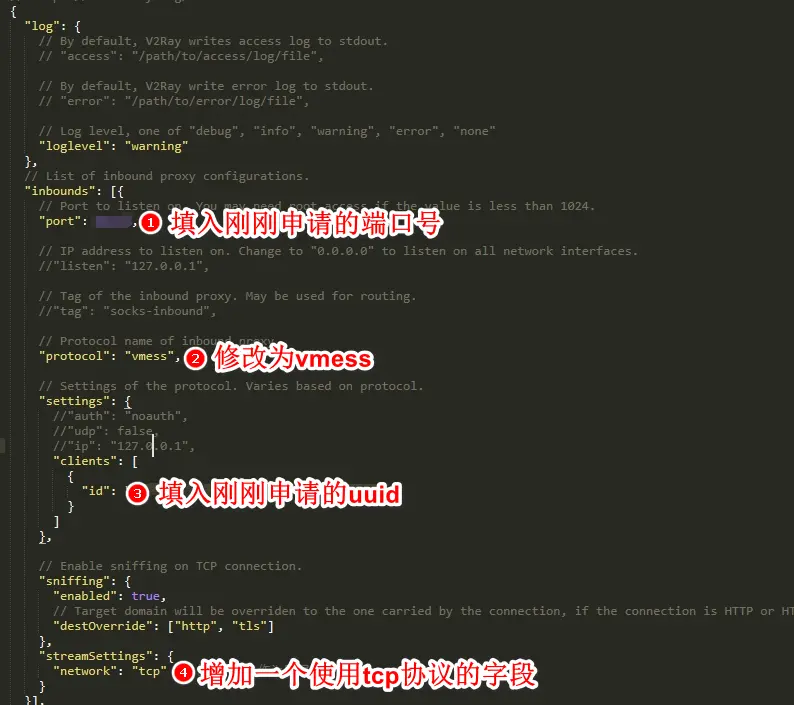 {
"log": {
// By default, V2Ray writes access log to stdout.
// "access": "/path/to/access/log/file",
// By default, V2Ray write error log to stdout.
// "error": "/path/to/error/log/file",
// Log level, one of "debug", "info", "warning", "error", "none"
"loglevel": "warning"
},
// List of inbound proxy configurations.
"inbounds": [{
// Port to listen on. You may need root access if the value is less than 1024.
"port": , 1 填入刚刚申请的端口号
// IP address to listen on. Change to "0.0.0.0" to listen on all network interfaces.
//"listen": "127.0.0.1",
// Tag of the inbound proxy. May be used for routing.
//"tag": "socks-inbound",
// Protocol name of inbound proxy.
"protocol": "vmess", 2 修改为vmess
// Settings of the protocol. Varies based on protocol.
"settings": {
//"auth": "noauth",
//"udp": false,
//"ip": "127.0.0.1",
"clients": [
{
"id": 3 填入刚刚申请的uuid
}
]
},
// Enable sniffing on TCP connection.
"sniffing": {
"enabled": true,
// Target domain will be overriden to the one carried by the connection, if the connection is HTTP or
"destOverride": ["http", "tls"]
},
"streamSettings": {
"network": "tcp" 4 增加一个使用tcp协议的字段
}
}],